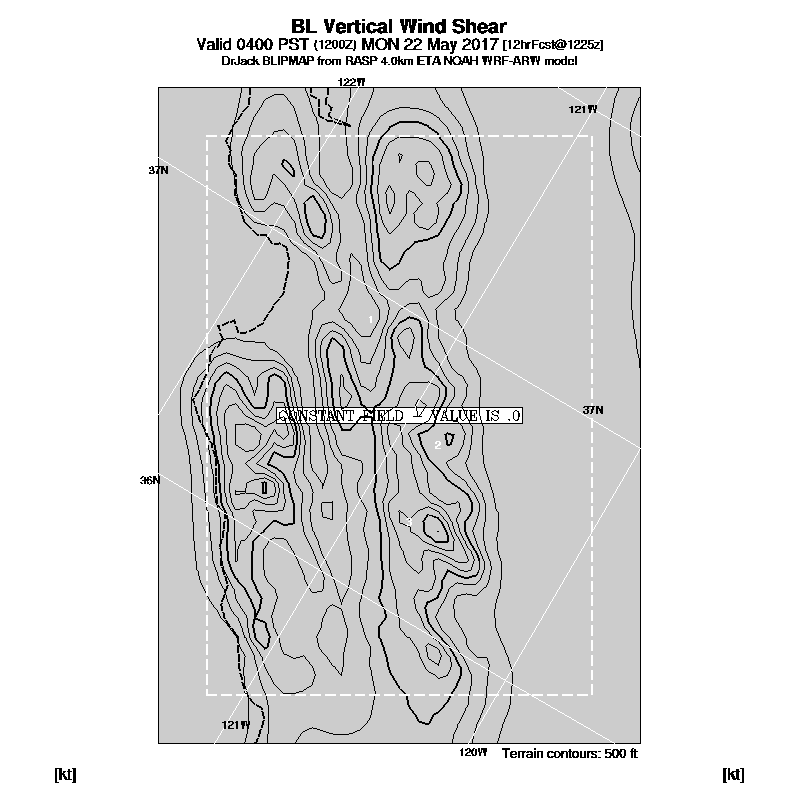 BL Vertical Wind Shear
Valid 0400 PST (1200Z) MON 22 May 2017 [12hrFcst@1225z]
DrJack BLIPMAP from RASP 4.0km ETA NOAH WRF-ARW model
122W
121W
37N
1
CONSTANT FIELD - VALUE IS .0
37N
2
36N
3
121W
120W
Terrain contours: 500 ft
[kt]
[kt]